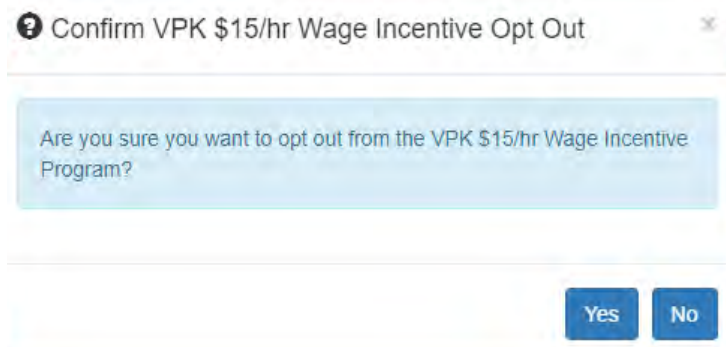 Confirm VPK $15/hr Wage Incentive Opt Out
Are you sure you want to opt out from the VPK $15/hr Wage Incentive
Program?
Yes No